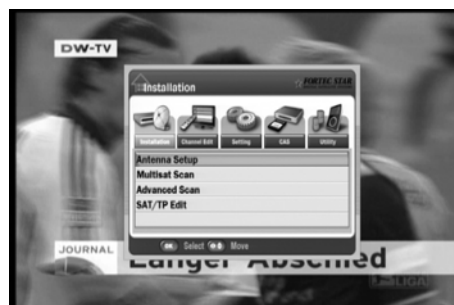 DW-TV
Installation
FORTEC STAR
Installation Channel Edit Setting CAS Utility
Antenna Setup
Multisat Scan
Advanced Scan
SAT/TP Edit
OK Select Move
JOURNAL
Langer Abschied
LIGA